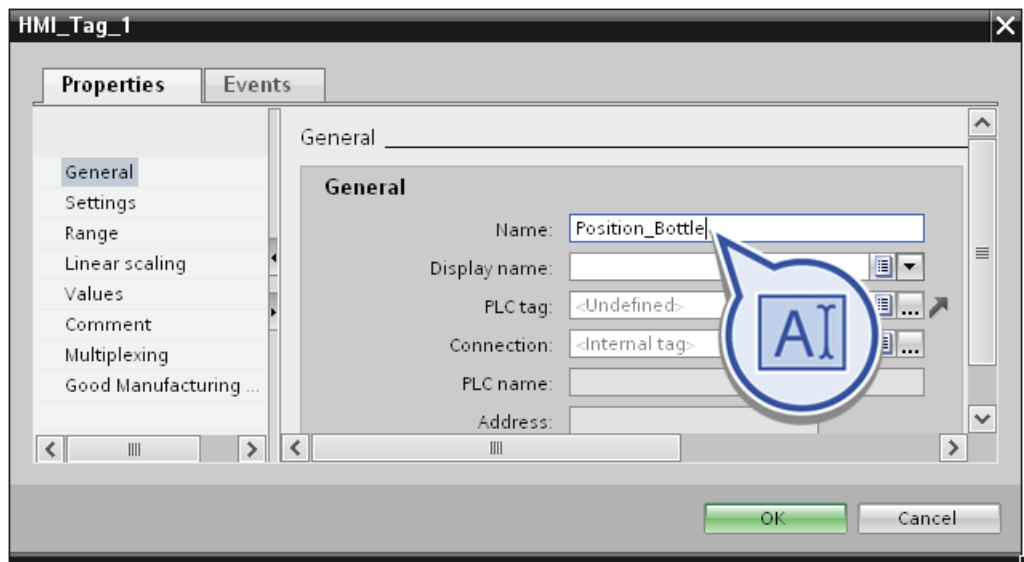 HMI_Tag_1
Properties
Events
General
Settings
Range
Linear scaling
Values
Comment
Multiplexing
Good Manufacturing ...
General
General
Name: Position_Bottle
Display name:
PLC tag: <Undefined> ...
Connection: <Internal tag> ...
PLC name:
Address:
A
OK
Cancel